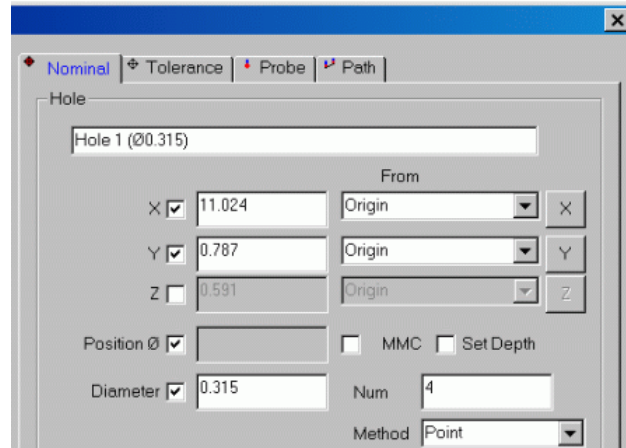 Nominal Tolerance Probe Path
Hole
Hole 1 (Ø0.315)
From
X 11.024 Origin X
Y 0.787 Origin Y
Z 0.591 Origin Z
Position Ø MMC Set Depth
Diameter 0.315 Num 4
Method Point